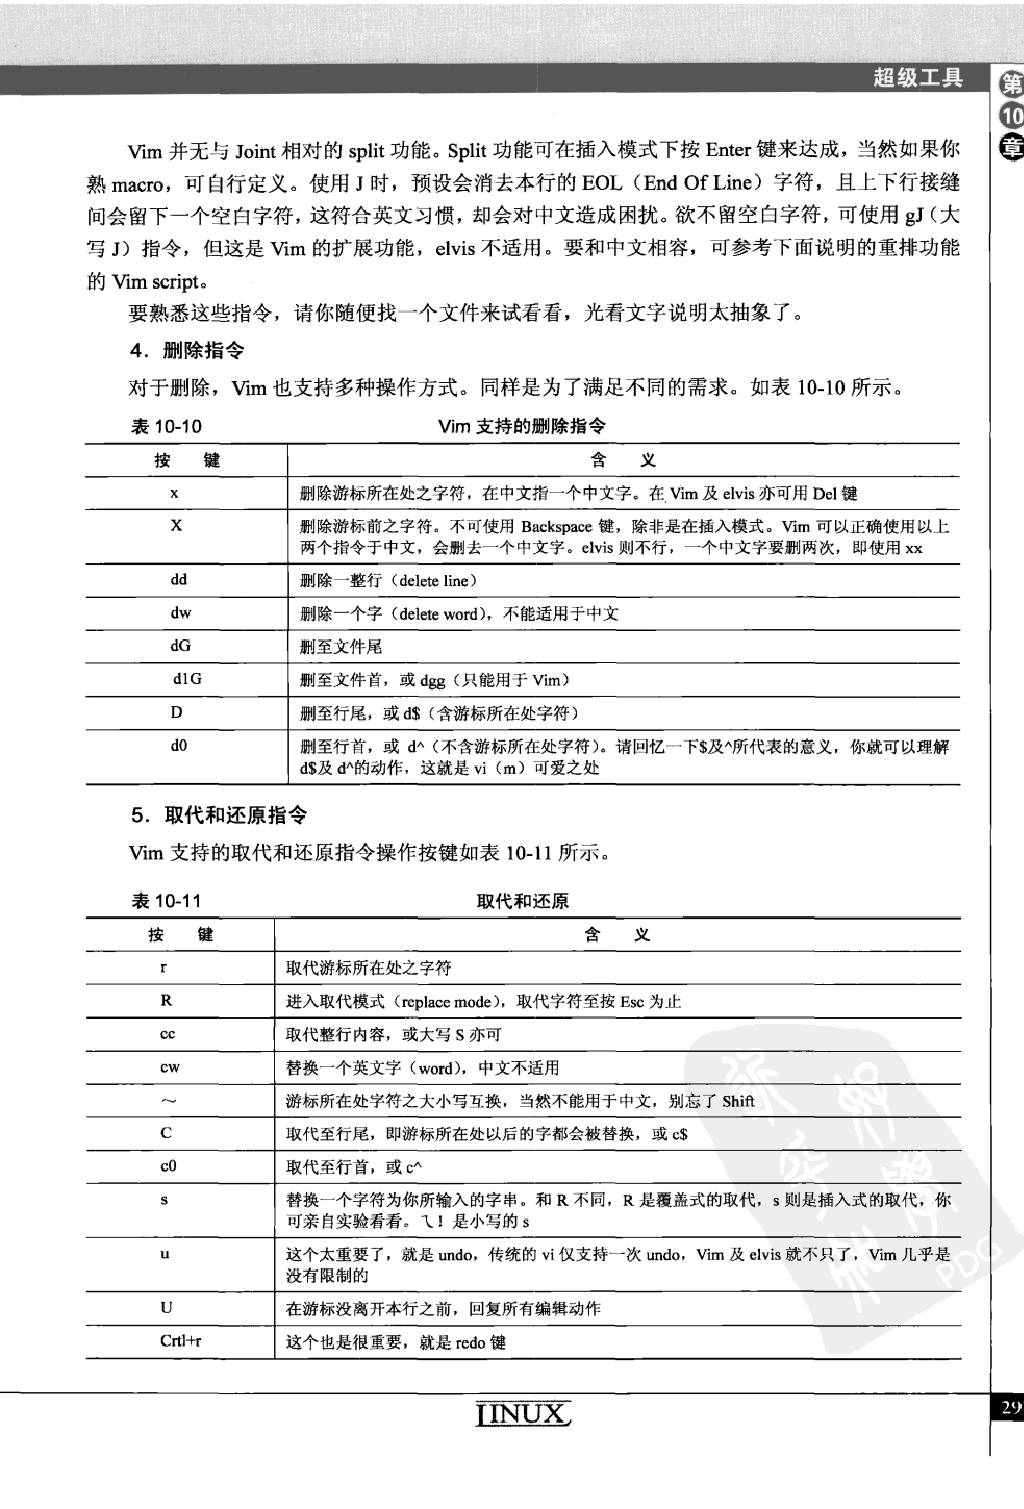 超级工具
第
10
章
Vim 并无与 Joint 相对的 split 功能。Split 功能可在插入模式下按 Enter 键来达成，当然如果你
熟 macro，可自行定义。使用 J 时，预设会消去本行的 EOL（End Of Line）字符，且上下行接缝
间会留下一个空白字符，这符合英文习惯，却会对中文造成困扰。欲不留空白字符，可使用 gJ（大
写 J）指令，但这是 Vim 的扩展功能，elvis 不适用。要和中文相容，可参考下面说明的重排功能
的 Vim script。
要熟悉这些指令，请你随便找一个文件来试看看，光看文字说明太抽象了。
4．删除指令
对于删除，Vim 也支持多种操作方式。同样是为了满足不同的需求。如表 10-10 所示。
表 10-10 Vim 支持的删除指令
按 键 含 义
x 删除游标所在处之字符，在中文指一个中文字。在 Vim 及 elvis 亦可用 Del 键
X 删除游标前之字符。不可使用 Backspace 键，除非是在插入模式。Vim 可以正确使用以上
两个指令于中文，会删去一个中文字。elvis 则不行，一个中文字要删两次，即使用 xx
dd 删除一整行（delete line）
dw 删除一个字（delete word），不能适用于中文
dG 删至文件尾
d1G 删至文件首，或 dgg（只能用于 Vim）
D 删至行尾，或 d$（含游标所在处字符）
d0 删至行首，或 d^（不含游标所在处字符）。请回忆一下$及^所代表的意义，你就可以理解
d$及 d^的动作，这就是 vi（m）可爱之处
5．取代和还原指令
Vim 支持的取代和还原指令操作按键如表 10-11 所示。
表 10-11 取代和还原
按 键 含 义
r 取代游标所在处之字符
R 进入取代模式（replace mode），取代字符至按 Esc 为止
cc 取代整行内容，或大写 S 亦可
cw 替换一个英文字（word），中文不适用
～ 游标所在处字符之大小写互换，当然不能用于中文，别忘了 Shift
C 取代至行尾，即游标所在处以后的字都会被替换，或 c$
c0 取代至行首，或 c^
s 替换一个字符为你所输入的字串。和 R 不同，R 是覆盖式的取代，s 则是插入式的取代，你
可亲自实验看看。ㄟ！是小写的 s
u 这个太重要了，就是 undo，传统的 vi 仅支持一次 undo，Vim 及 elvis 就不只了，Vim 几乎是
没有限制的
U 在游标没离开本行之前，回复所有编辑动作
Crtl+r 这个也是很重要，就是 redo 键
PDG
LINUX
29